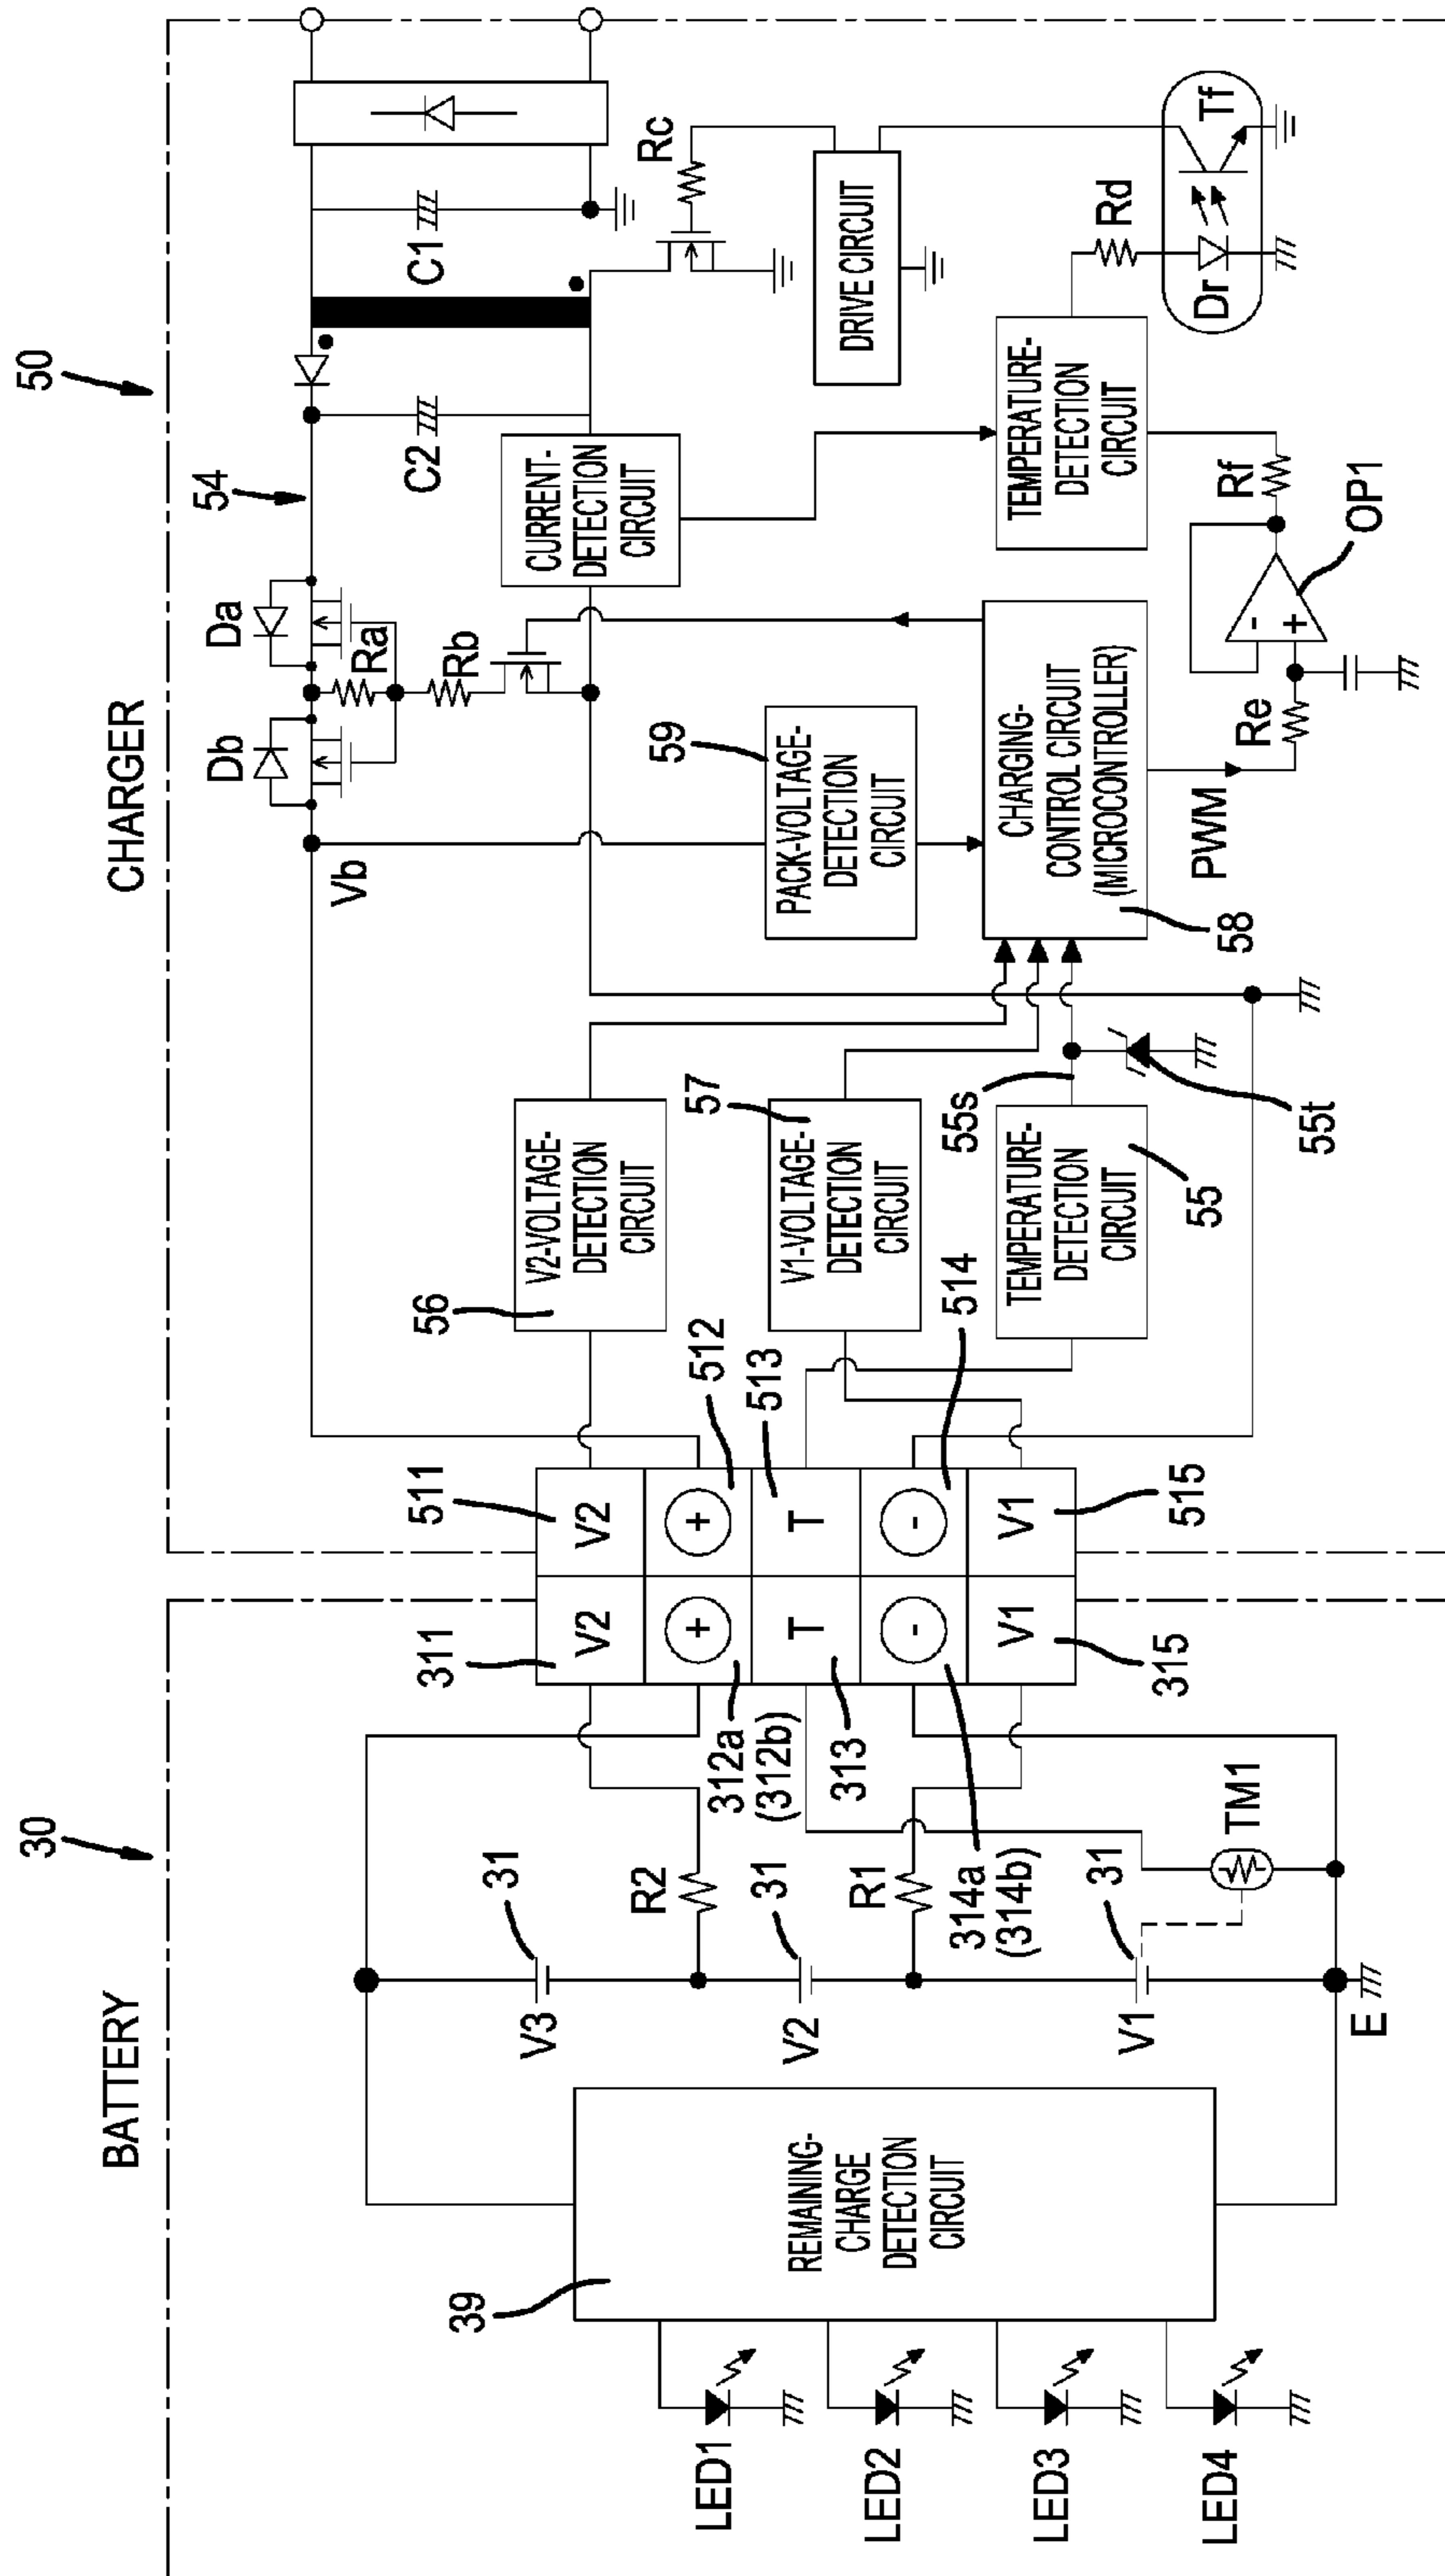 BATTERY
30
CHARGER
50
39
REMAINING-
CHARGE
DETECTION
CIRCUIT
LED1
LED2
LED3
LED4
V3
31
V2
31
V1
31
R2
R1
TM1
E
311
312a
(312b)
313
314a
(314b)
315
V2
+
T
-
V1
V2
+
T
-
V1
511
512
513
514
515
56
V2-VOLTAGE-
DETECTION
CIRCUIT
57
V1-VOLTAGE-
DETECTION
CIRCUIT
TEMPERATURE-
DETECTION
CIRCUIT
55
55s
55t
Vb
59
PACK-VOLTAGE-
DETECTION
CIRCUIT
CHARGING-
CONTROL CIRCUIT
(MICROCONTROLLER)
58
PWM
Re
-
+
OP1
Rf
Db
Da
Ra
Rb
54
CURRENT-
DETECTION
CIRCUIT
C2
C1
TEMPERATURE-
DETECTION
CIRCUIT
DRIVE CIRCUIT
Rc
Rd
Dr
Tf